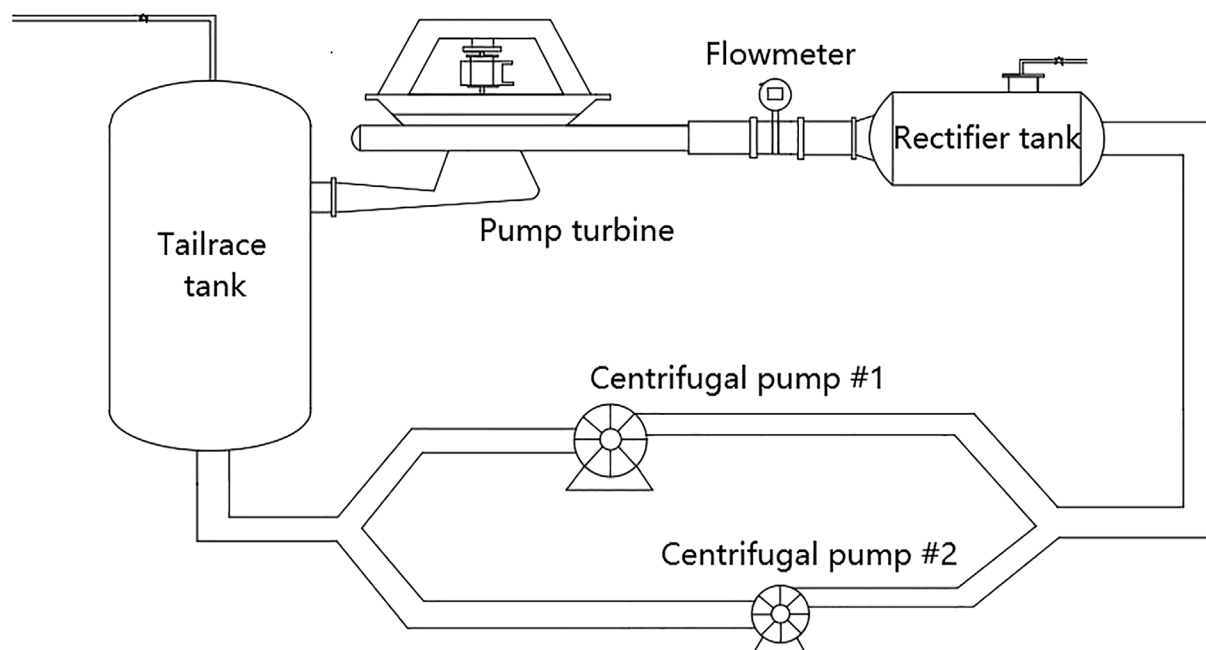 Flowmeter
Rectifier tank
Pump turbine
Tailrace
tank
Centrifugal pump #1
Centrifugal pump #2